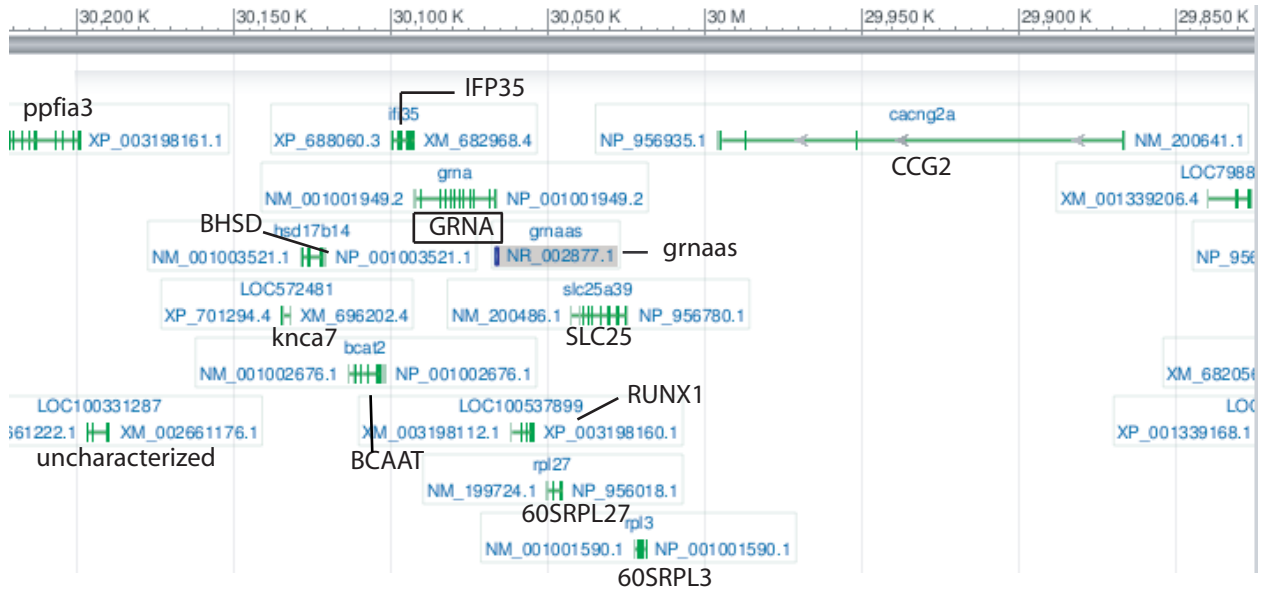 30,200 K 30,150 K 30,100 K 30,050 K 30 M 29,950 K 29,900 K 29,850 K
IFP35
ppfia3 ifi35 cacng2a
XP_003198161.1 XP_688060.3 XM_682968.4 NP_956935.1 NM_200641.1
CCG2
grna LOC7988
NM_001001949.2 NP_001001949.2 XM_001339206.4
BHSD GRNA
hsd17b14 grnaas
NM_001003521.1 NP_001003521.1 NR_002877.1 grnaas NP_956
LOC572481 slc25a39
XP_701294.4 XM_696202.4 NM_200486.1 NP_956780.1
knca7 SLC25
bcat2
NM_001002676.1 NP_001002676.1 XM_682056
RUNX1
LOC100331287 LOC100537899 LOC
661222.1 XM_002661176.1 XM_003198112.1 XP_003198160.1 XP_001339168.1
uncharacterized BCAAT
rpl27
NM_199724.1 NP_956018.1
60SRPL27
rpl3
NM_001001590.1 NP_001001590.1
60SRPL3